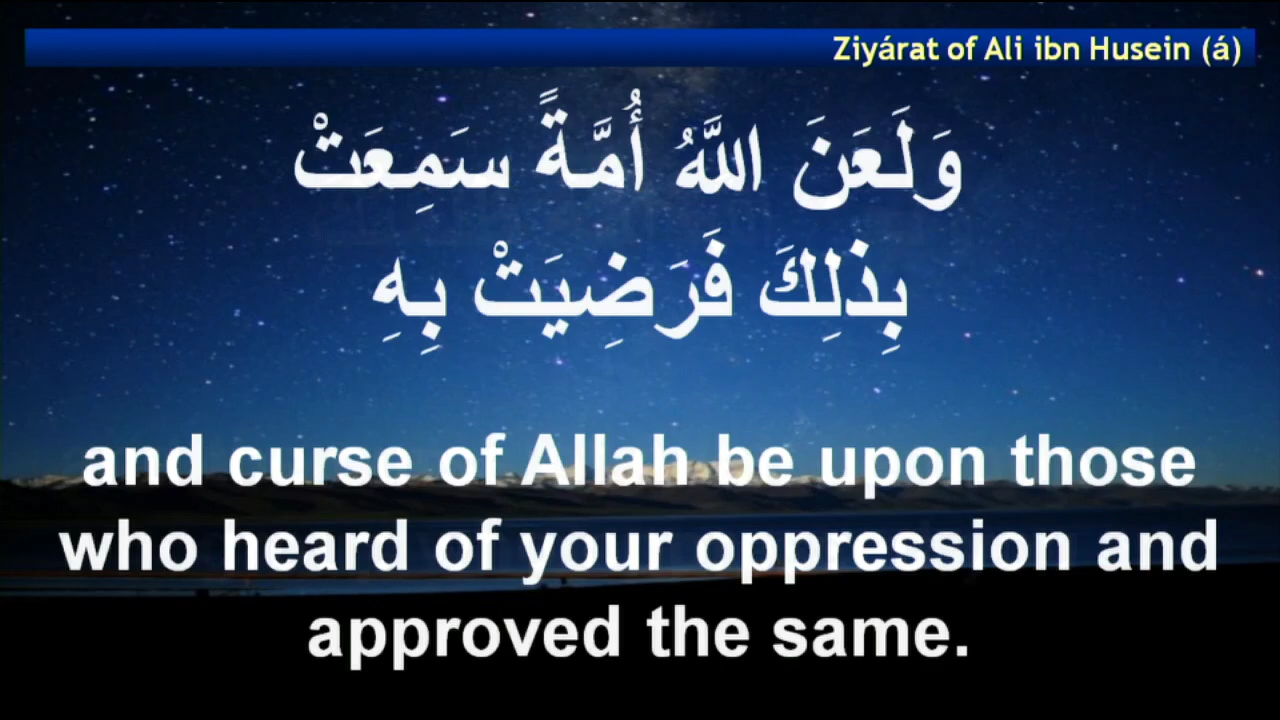 Ziyárat of Ali ibn Husein (á)
وَلَعَنَ اللَّهُ أُمَّةً سَمِعَتْ
بِذلِكَ فَرَضِيَتْ بِهِ
and curse of Allah be upon those
who heard of your oppression and
approved the same.